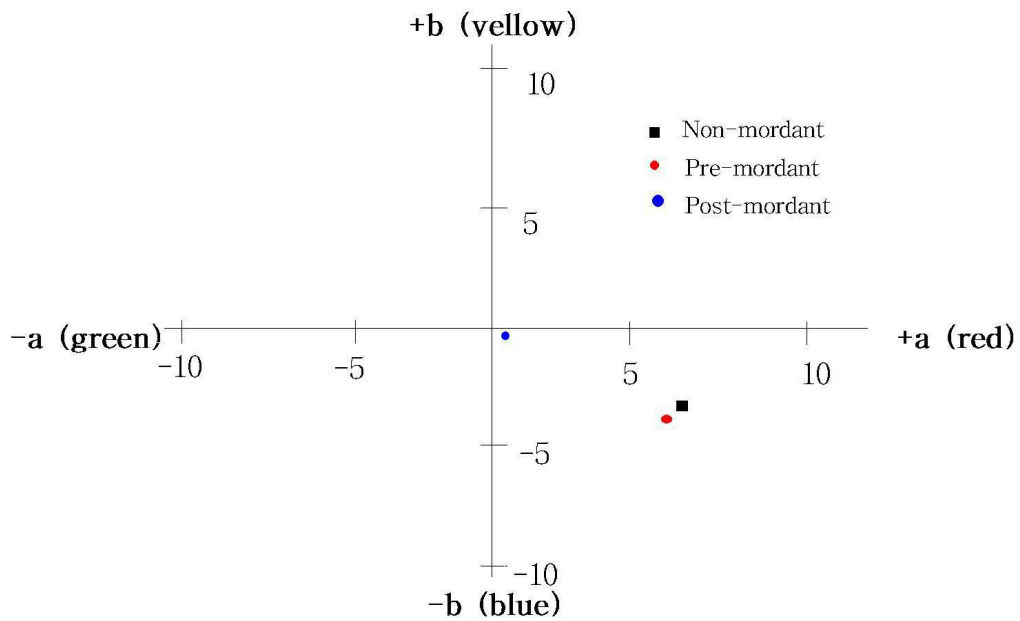 +b (yellow)
10
Non-mordant
Pre-mordant
5
Post-mordant
-a (green)
+a (red)
-10
-5
5
10
-5
-10
-b (blue)